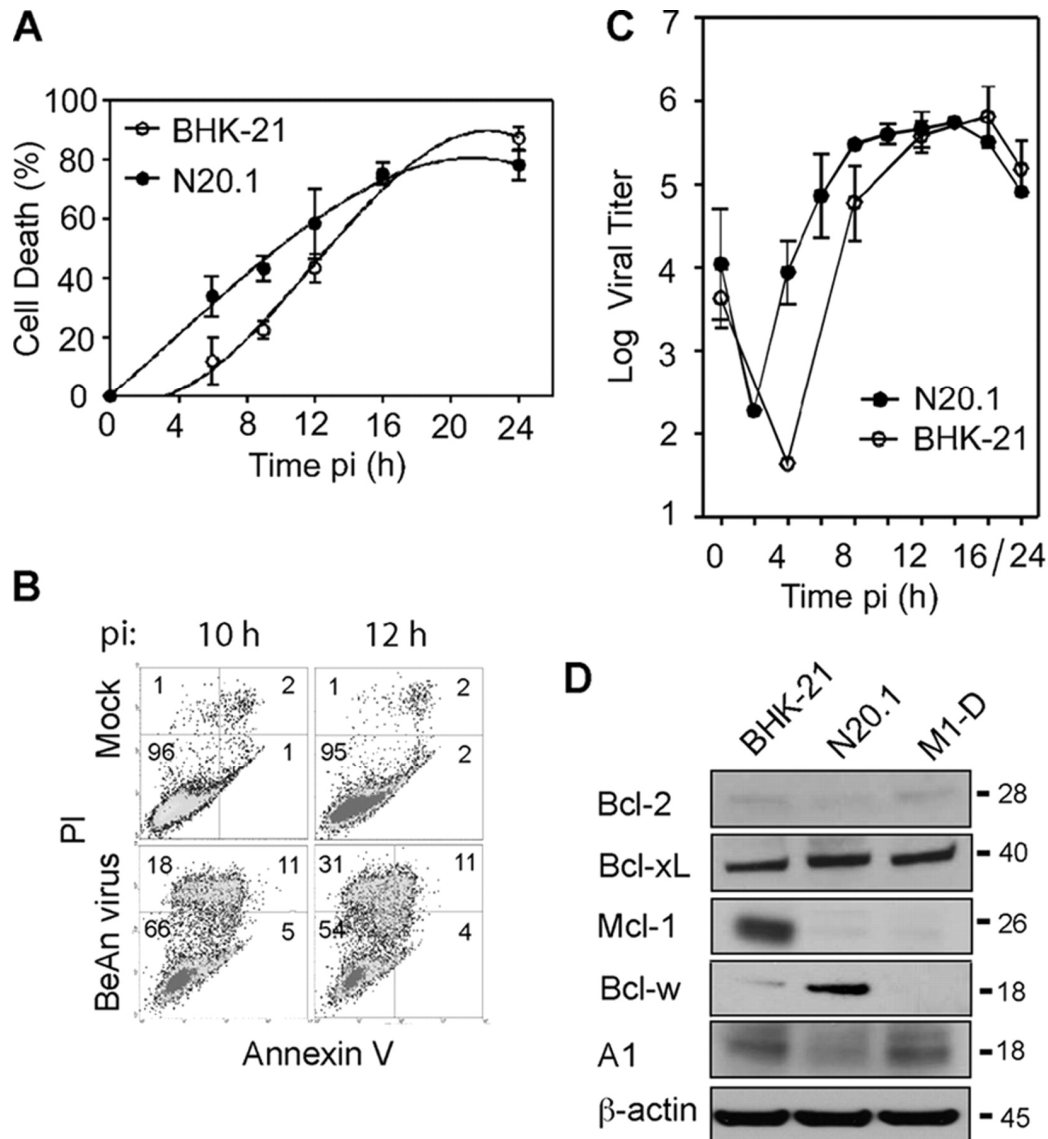 A
Cell Death (%)
100
80
60
40
20
0
BHK-21
N20.1
0 4 8 12 16 20 24
Time pi (h)
C
Log Viral Titer
7
6
5
4
3
2
1
N20.1
BHK-21
0 4 8 12 16/24
Time pi (h)
B
pi: 10 h 12 h
Mock
1 2 1 2
96 1 95 2
PI
BeAn virus
18 11 31 11
66 5 54 4
Annexin V
D
BHK-21 N20.1 M1-D
Bcl-2 28
Bcl-xL 40
Mcl-1 26
Bcl-w 18
A1 18
β-actin 45